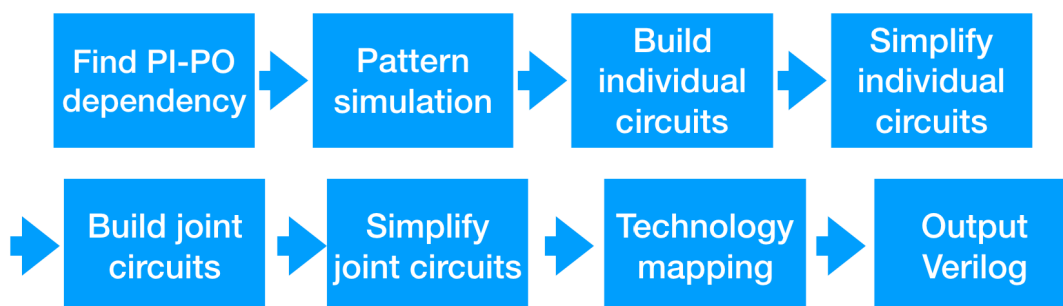 Find PI-PO
dependency
Pattern
simulation
Build
individual
circuits
Simplify
individual
circuits
Build joint
circuits
Simplify
joint circuits
Technology
mapping
Output
Verilog